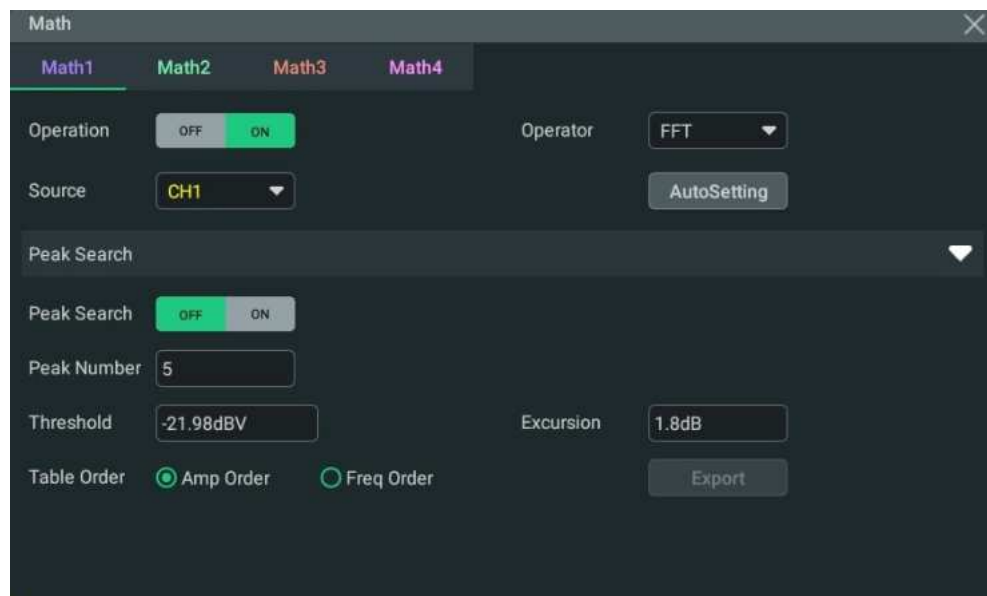 Math
Math1 Math2 Math3 Math4
Operation OFF ON Operator FFT
Source CH1 AutoSetting
Peak Search
Peak Search OFF ON
Peak Number 5
Threshold -21.98dBV Excursion 1.8dB
Table Order Amp Order Freq Order Export